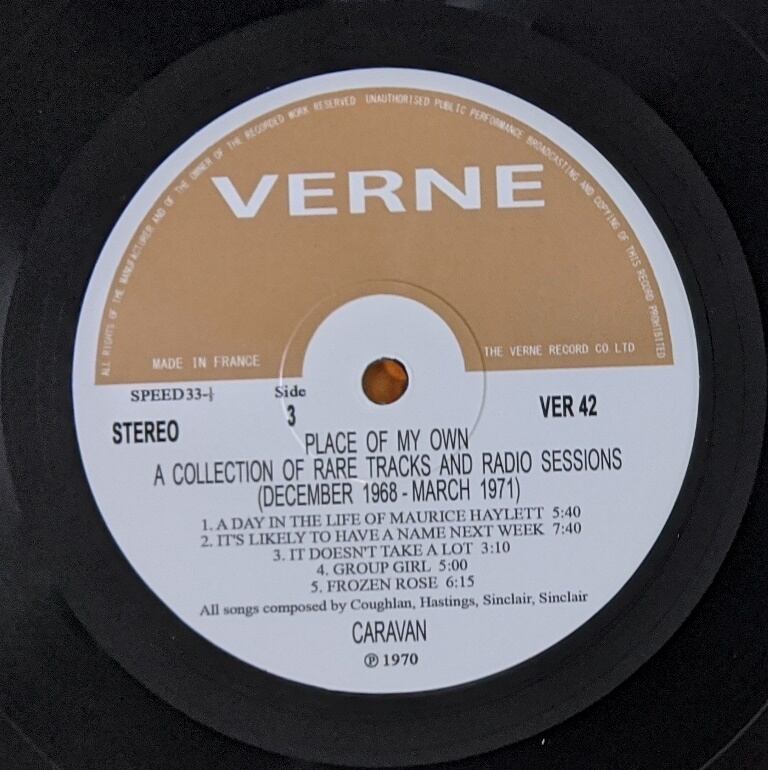 ALL RIGHTS OF THE MANUFACTURER AND OF THE OWNER OF THE RECORDED WORK RESERVED UNAUTHORISED PUBLIC PERFORMANCE BROADCASTING AND COPYING OF THIS RECORD PROHIBITED
VERNE
MADE IN FRANCE
THE VERNE RECORD CO LTD
SPEED 33-⅓
Side
3
VER 42
STEREO
PLACE OF MY OWN
A COLLECTION OF RARE TRACKS AND RADIO SESSIONS
(DECEMBER 1968 - MARCH 1971)
1. A DAY IN THE LIFE OF MAURICE HAYLETT 5:40
2. IT'S LIKELY TO HAVE A NAME NEXT WEEK 7:40
3. IT DOESN'T TAKE A LOT 3:10
4. GROUP GIRL 5:00
5. FROZEN ROSE 6:15
All songs composed by Coughlan, Hastings, Sinclair, Sinclair
CARAVAN
℗ 1970